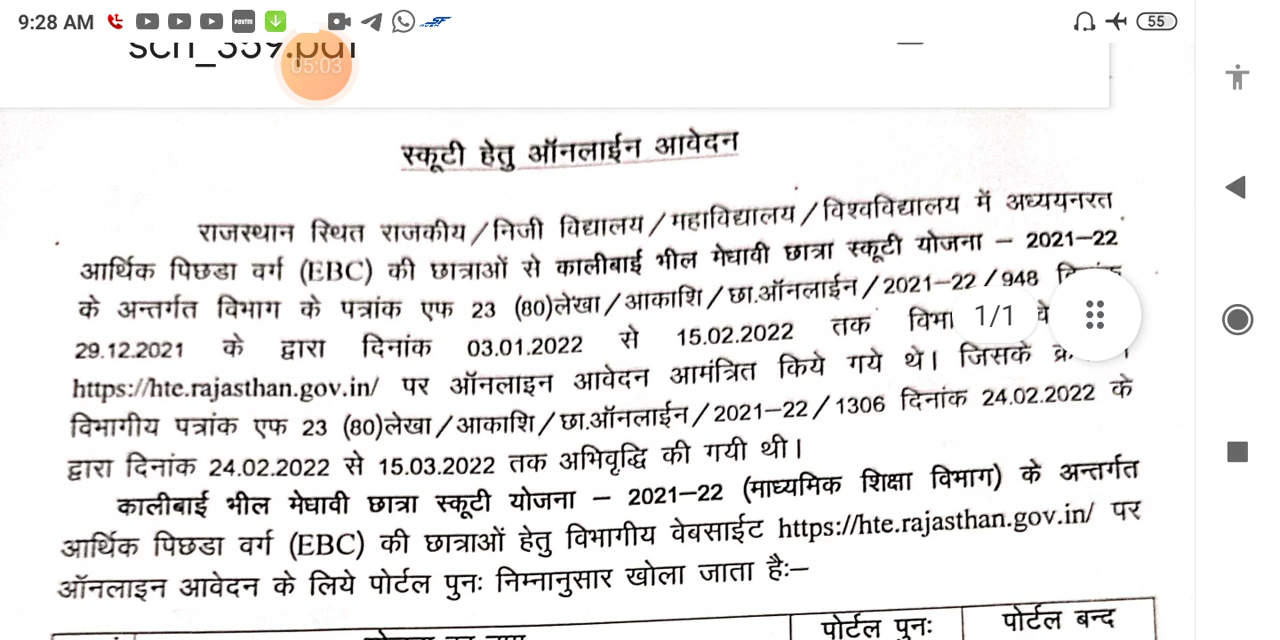 9:28 AM
paytm
55
sch_359.pdf
05:03
स्कूटी हेतु ऑनलाईन आवेदन
राजस्थान स्थित राजकीय/निजी विद्यालय/महाविद्यालय/विश्वविद्यालय में अध्ययनरत
आर्थिक पिछडा वर्ग (EBC) की छात्राओं से कालीबाई भील मेधावी छात्रा स्कूटी योजना – 2021–22
के अन्तर्गत विभाग के पत्रांक एफ 23 (80)लेखा/आकाशि/छा.ऑनलाईन/2021–22/948
29.12.2021 के द्वारा दिनांक 03.01.2022 से 15.02.2022 तक
1/1
https://hte.rajasthan.gov.in/ पर ऑनलाइन आवेदन आमंत्रित किये गये थे। जिसके
विभागीय पत्रांक एफ 23 (80)लेखा/आकाशि/छा.ऑनलाईन/2021–22/1306 दिनांक 24.02.2022 के
द्वारा दिनांक 24.02.2022 से 15.03.2022 तक अभिवृद्धि की गयी थी।
कालीबाई भील मेधावी छात्रा स्कूटी योजना – 2021–22 (माध्यमिक शिक्षा विभाग) के अन्तर्गत
आर्थिक पिछडा वर्ग (EBC) की छात्राओं हेतु विभागीय वेबसाईट https://hte.rajasthan.gov.in/ पर
ऑनलाइन आवेदन के लिये पोर्टल पुनः निम्नानुसार खोला जाता हैः–
पोर्टल पुनः
पोर्टल बन्द